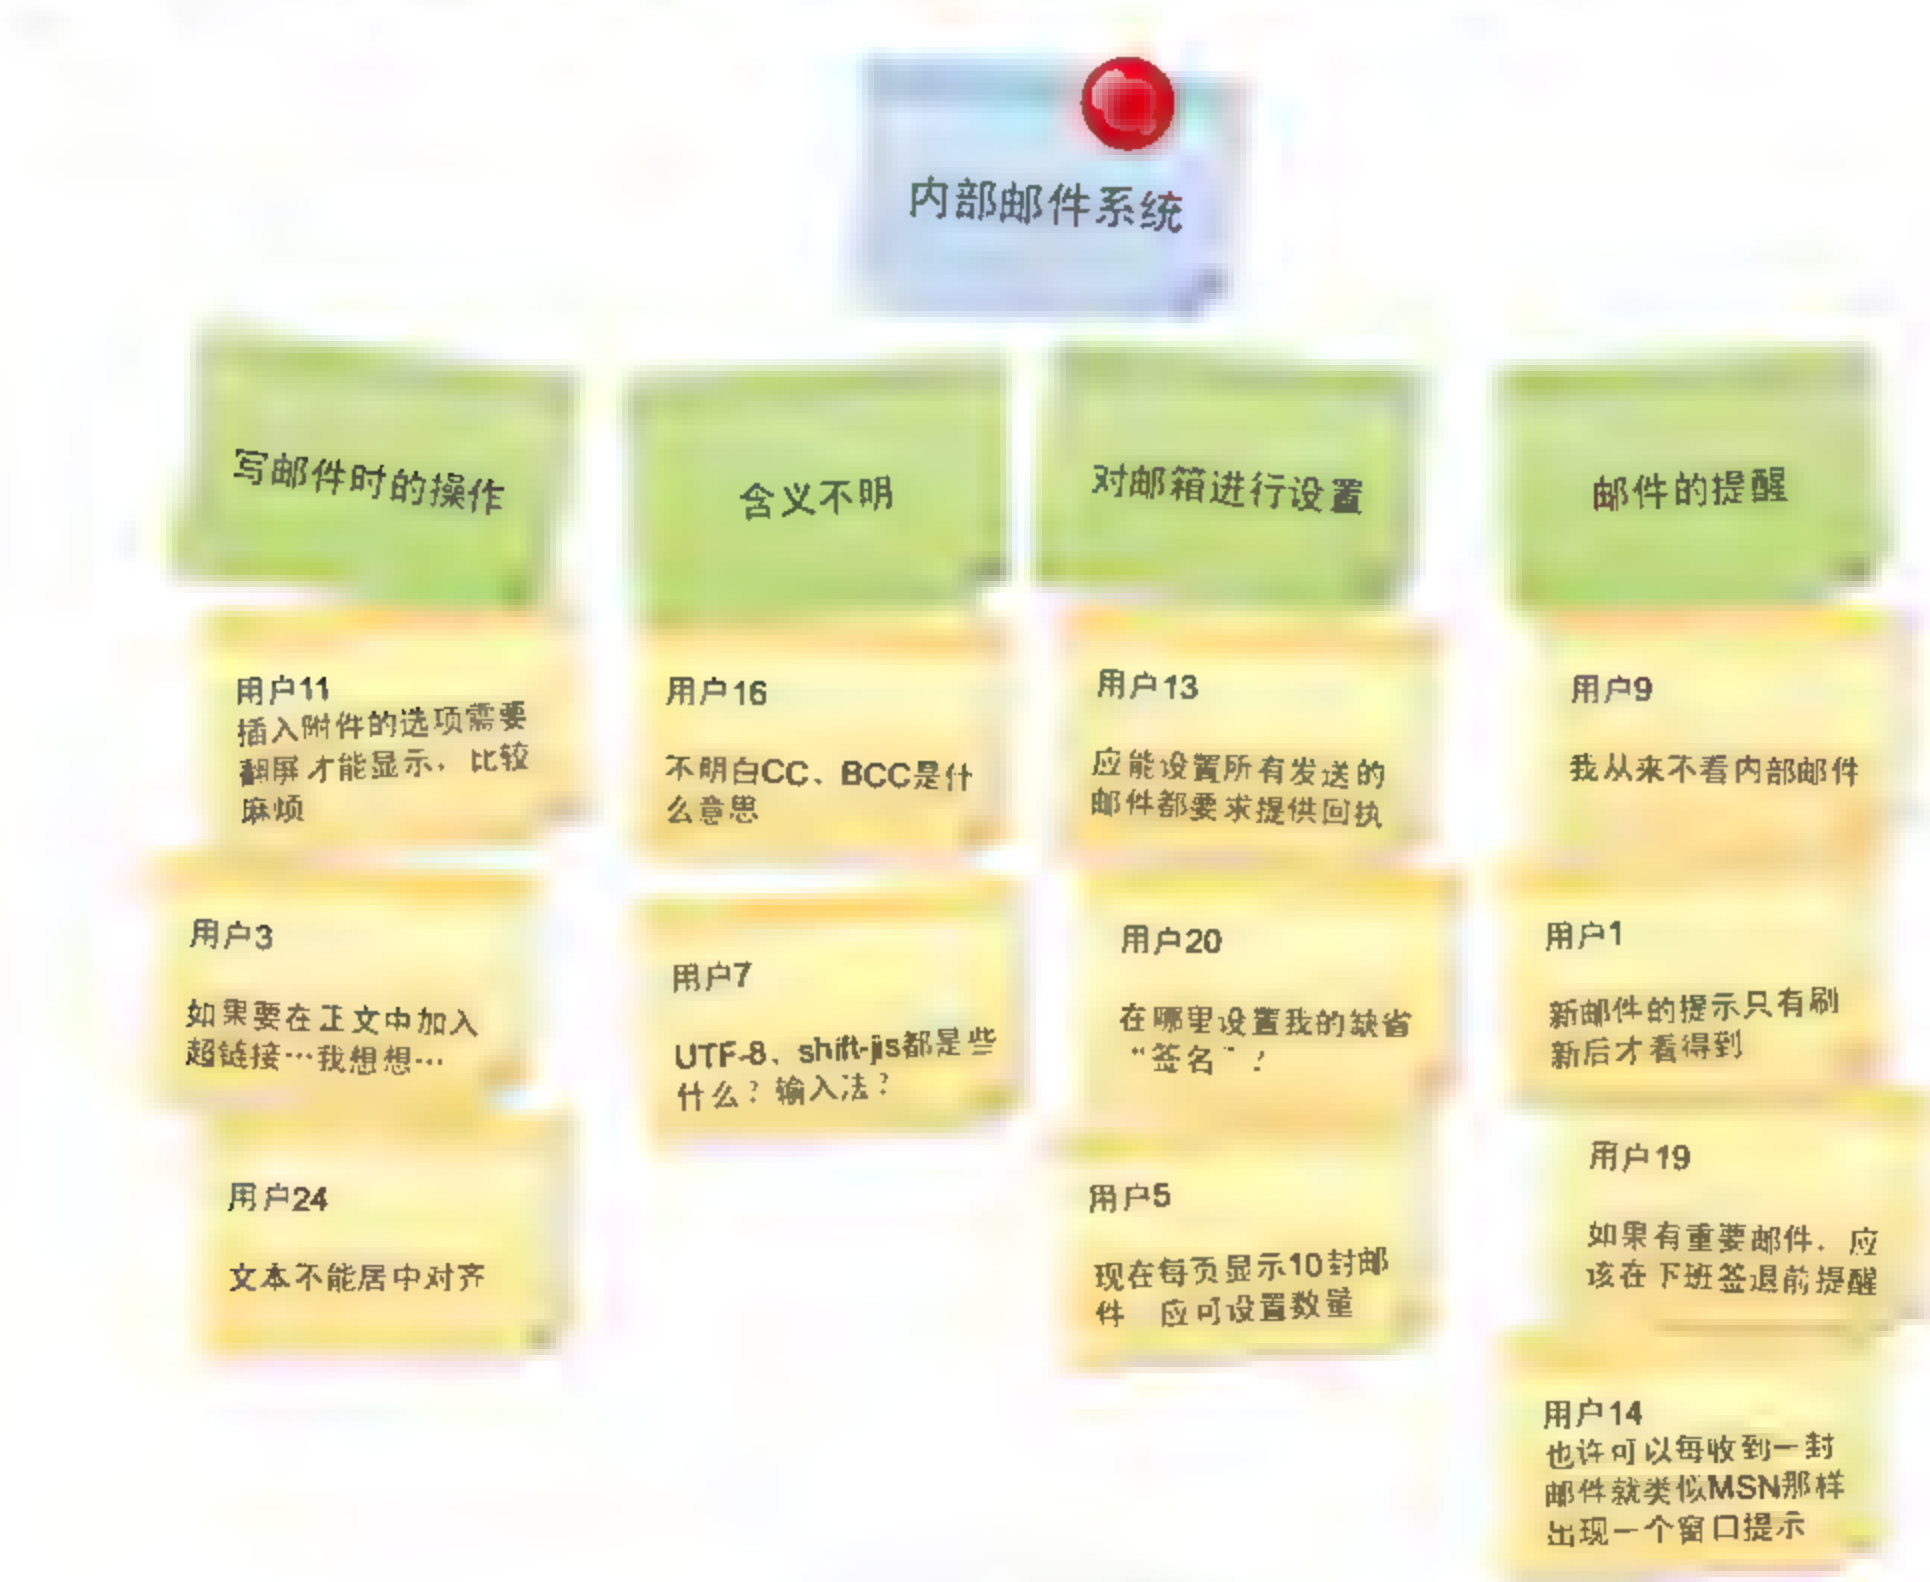 内部邮件系统
写邮件时的操作
用户11
插入附件的选项需要
翻屏才能显示，比较
麻烦
用户3
如果要在正文中加入
超链接…我想想…
用户24
文本不能居中对齐
含义不明
用户16
不明白CC、BCC是什
么意思
用户7
UTF-8、shift-jis都是些
什么？输入法？
对邮箱进行设置
用户13
应能设置所有发送的
邮件都要求提供回执
用户20
在哪里设置我的缺省
“签名”？
用户5
现在每页显示10封邮
件　应可设置数量
邮件的提醒
用户9
我从来不看内部邮件
用户1
新邮件的提示只有刷
新后才看得到
用户19
如果有重要邮件，应
该在下班签退前提醒
用户14
也许可以每收到一封
邮件就类似MSN那样
出现一个窗口提示